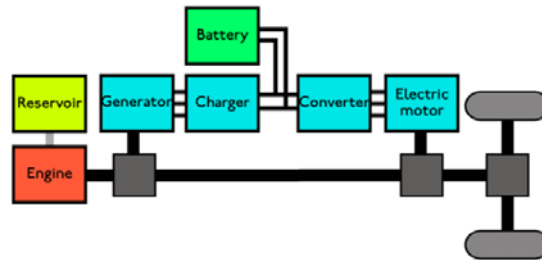 Battery
Reservoir
Generator
Charger
Converter
Electric
motor
Engine